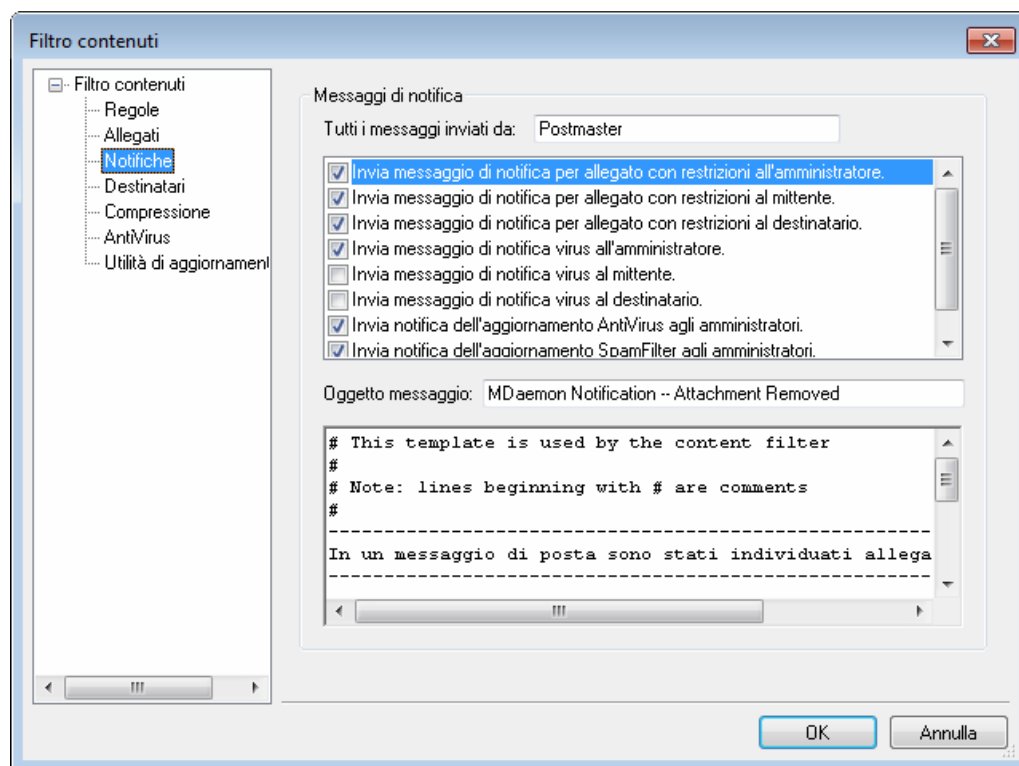 Filtro contenuti
Filtro contenuti
Regole
Allegati
Notifiche
Destinatari
Compressione
AntiVirus
Utilità di aggiornament
Messaggi di notifica
Tutti i messaggi inviati da: Postmaster
Invia messaggio di notifica per allegato con restrizioni all'amministratore.
Invia messaggio di notifica per allegato con restrizioni al mittente.
Invia messaggio di notifica per allegato con restrizioni al destinatario.
Invia messaggio di notifica virus all'amministratore.
Invia messaggio di notifica virus al mittente.
Invia messaggio di notifica virus al destinatario.
Invia notifica dell'aggiornamento AntiVirus agli amministratori.
Invia notifica dell'aggiornamento SpamFilter agli amministratori.
Oggetto messaggio: MDaemon Notification -- Attachment Removed
# This template is used by the content filter
#
# Note: lines beginning with # are comments
#
------------------------------------------------------
In un messaggio di posta sono stati individuati allega
------------------------------------------------------
OK
Annulla